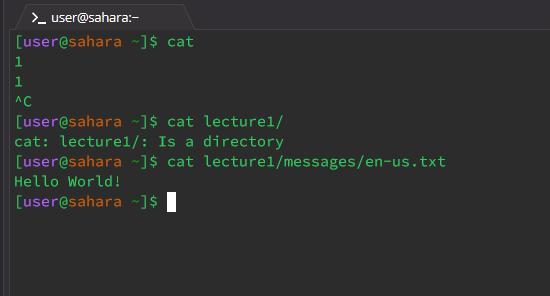 >_ user@sahara:~
[user@sahara ~]$ cat
1
1
^C
[user@sahara ~]$ cat lecture1/
cat: lecture1/: Is a directory
[user@sahara ~]$ cat lecture1/messages/en-us.txt
Hello World!
[user@sahara ~]$